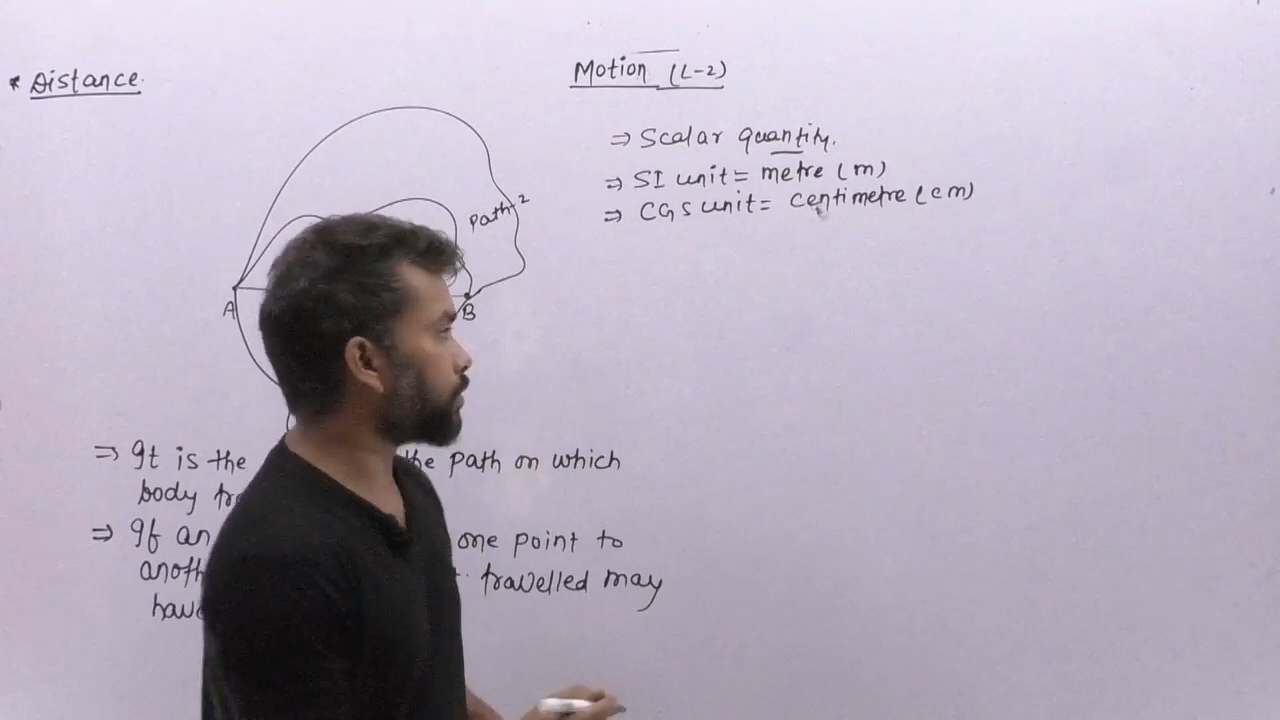 * Distance.
Motion (L-2)
⇒ Scalar quantity.
⇒ SI unit = metre (m)
⇒ CGS unit = centimetre (cm)
Path-2
A
B
⇒ It is the the path on which
body
⇒ If an one point to
travelled may